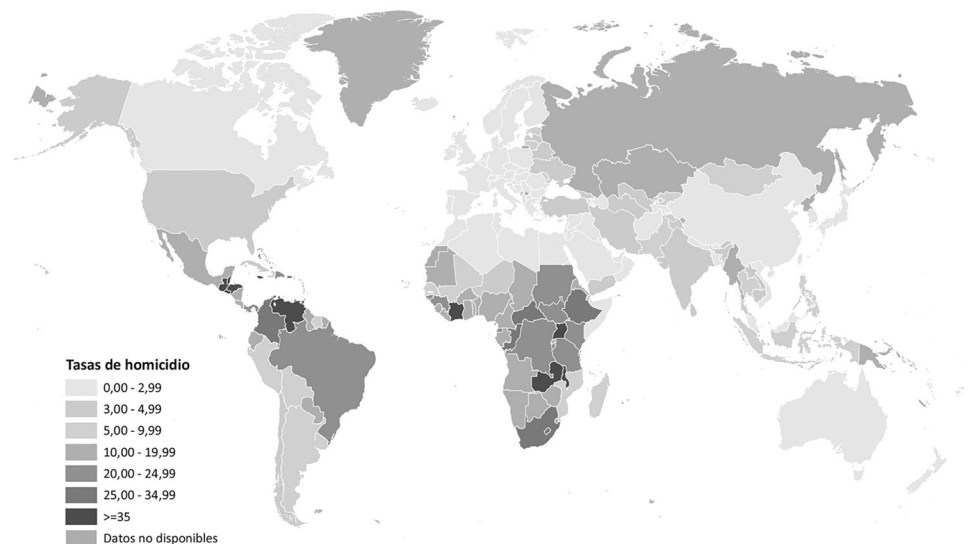 Tasas de homicidio
0,00 - 2,99
3,00 - 4,99
5,00 - 9,99
10,00 - 19,99
20,00 - 24,99
25,00 - 34,99
>=35
Datos no disponibles